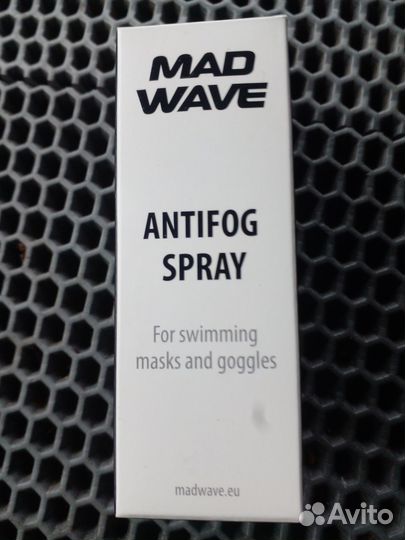 MAD
WAVE
ANTIFOG
SPRAY
For swimming
masks and goggles
madwave.eu
Avito